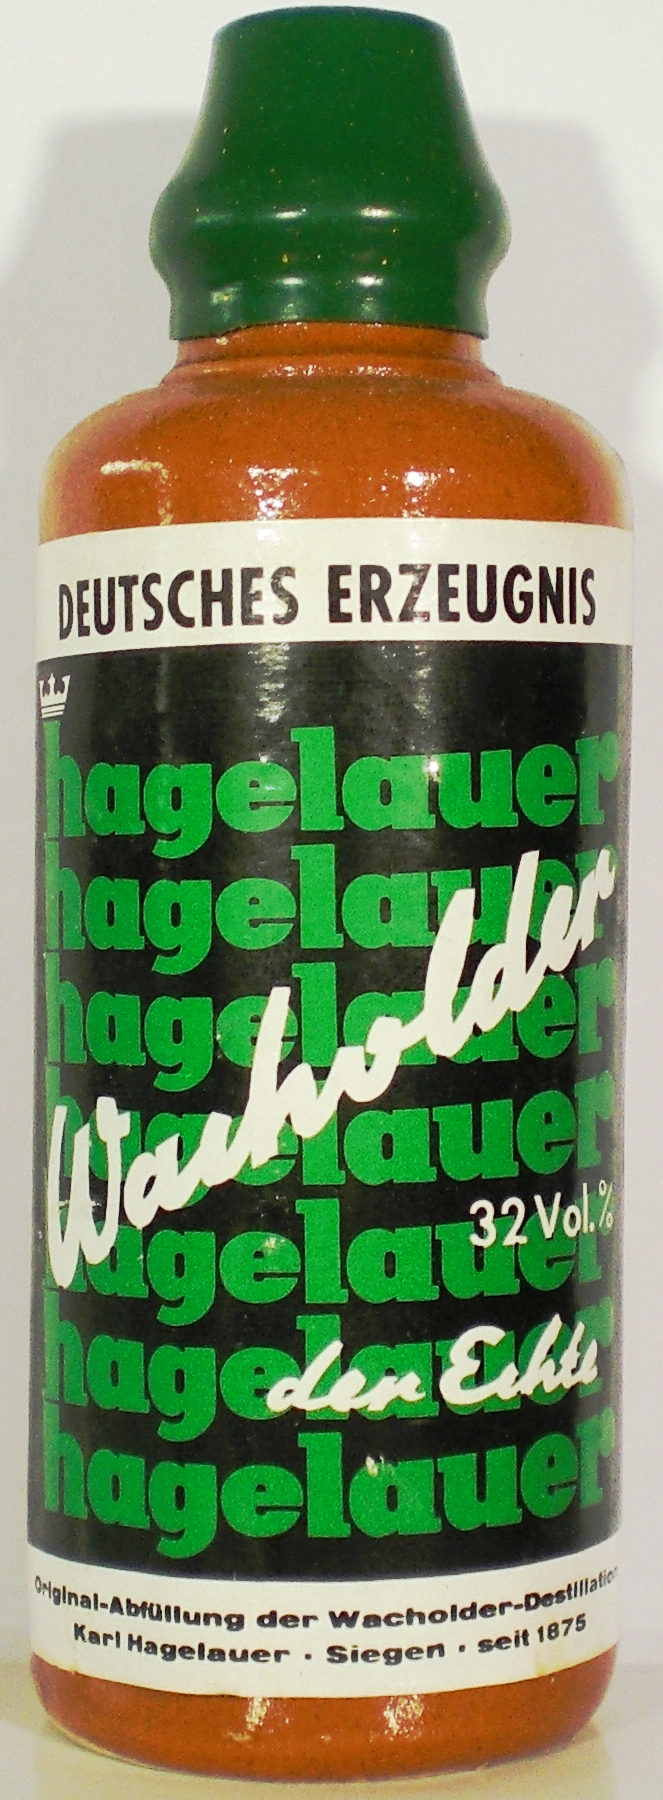 DEUTSCHES ERZEUGNIS
hagelauer
hagelauer
hagelauer
hagelauer
hagelauer
hagelauer
hagelauer
Wacholder
32 Vol.%
der Echte
Original-Abfüllung der Wacholder-Destillation
Karl Hagelauer · Siegen · seit 1875